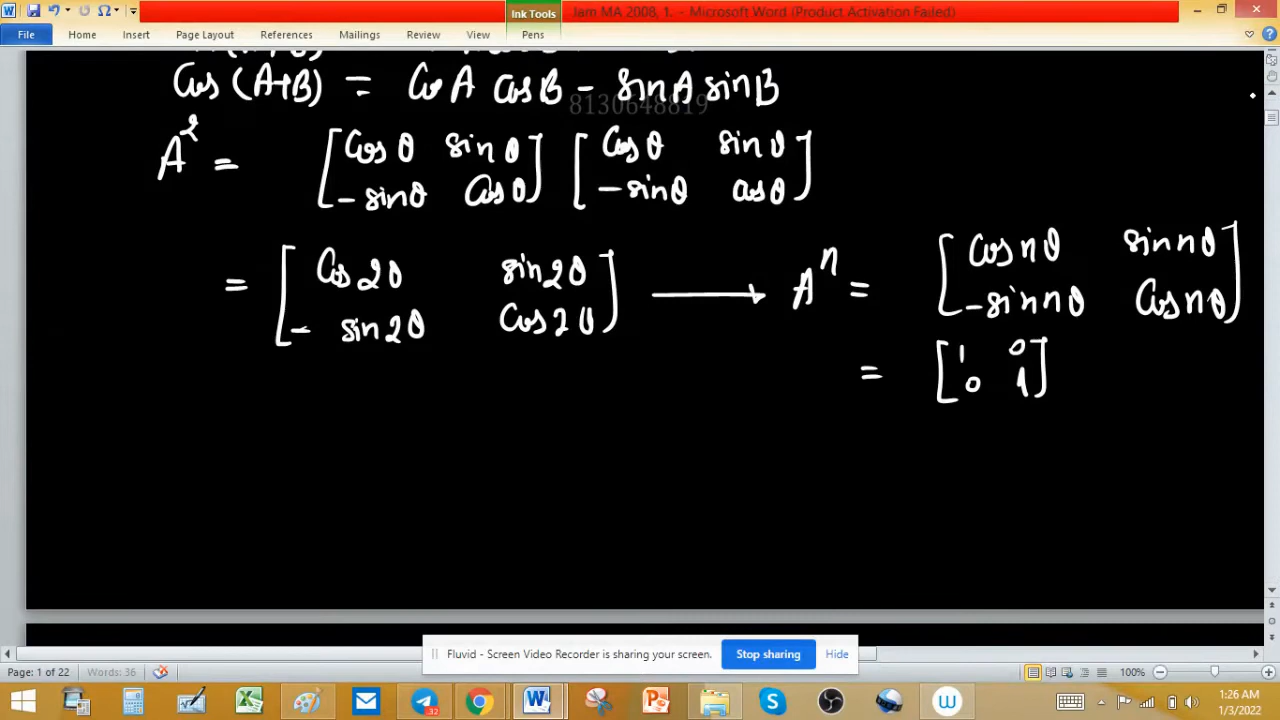 Ink Tools
Jam MA 2008, 1. - Microsoft Word (Product Activation Failed)
File Home Insert Page Layout References Mailings Review View Pens
Cos (A+B) = Cos A cos B - sin A sin B
8130648819
A² = [cos θ sin θ] [cos θ sin θ]
[-sin θ cos θ] [-sin θ cos θ]
= [cos 2θ sin 2θ] ⟶ Aⁿ = [cos nθ sin nθ]
[- sin 2θ cos 2θ] [-sin nθ cos nθ]
= [1 0]
[0 1]
Fluvid - Screen Video Recorder is sharing your screen. Stop sharing Hide
Page: 1 of 22 Words: 36 100%
32
1:26 AM
1/3/2022